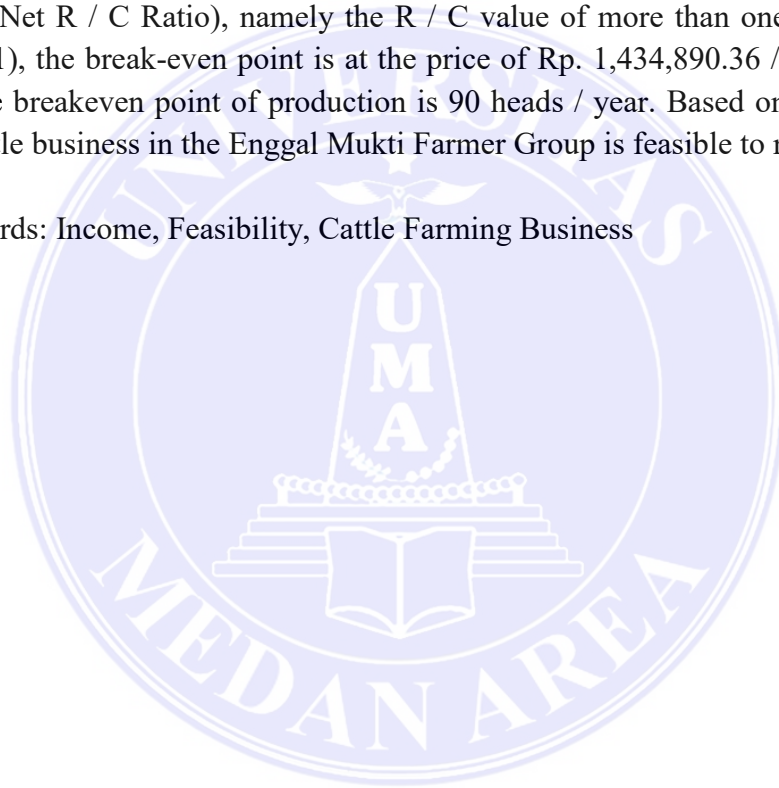 Net R / C Ratio), namely the R / C value of more than one
1), the break-even point is at the price of Rp. 1,434,890.36 /
e breakeven point of production is 90 heads / year. Based on
le business in the Enggal Mukti Farmer Group is feasible to
rds: Income, Feasibility, Cattle Farming Business
UNIVERSITAS
UMA
MEDAN AREA